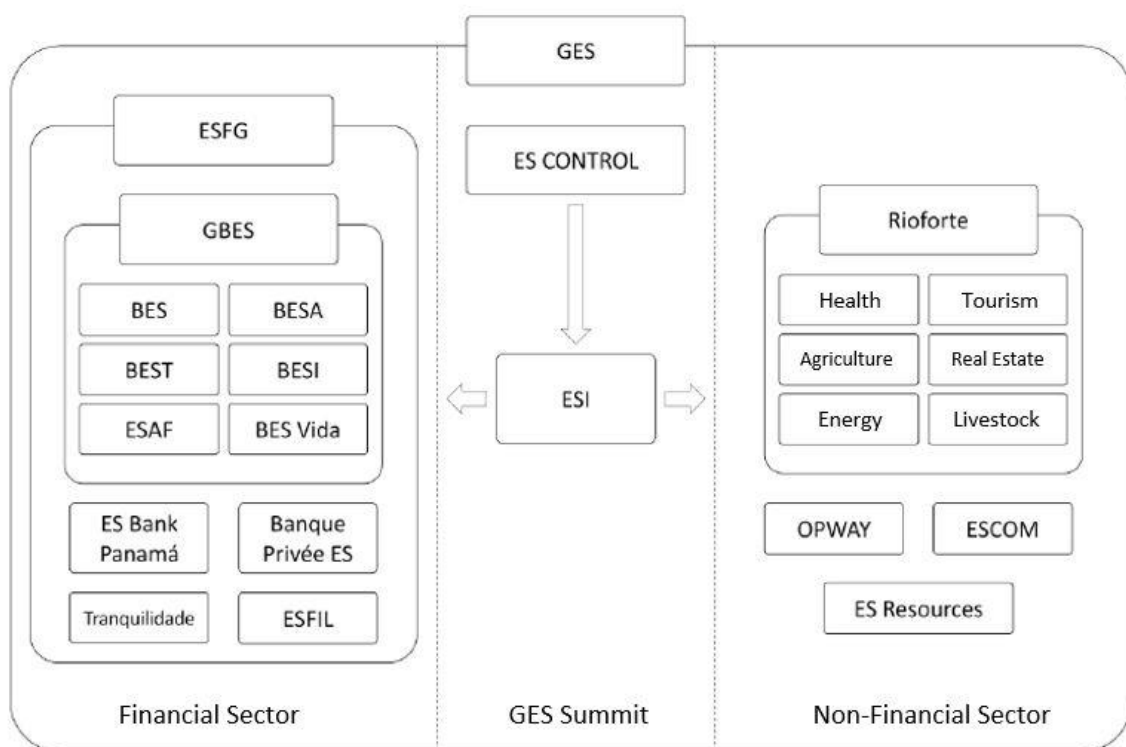 GES
ESFG
ES CONTROL
GBES
Rioforte
BES
BESA
Health
Tourism
BEST
BESI
ESI
Agriculture
Real Estate
ESAF
BES Vida
Energy
Livestock
ES Bank
Panamá
Banque
Privée ES
OPWAY
ESCOM
Tranquilidade
ESFIL
ES Resources
Financial Sector
GES Summit
Non-Financial Sector